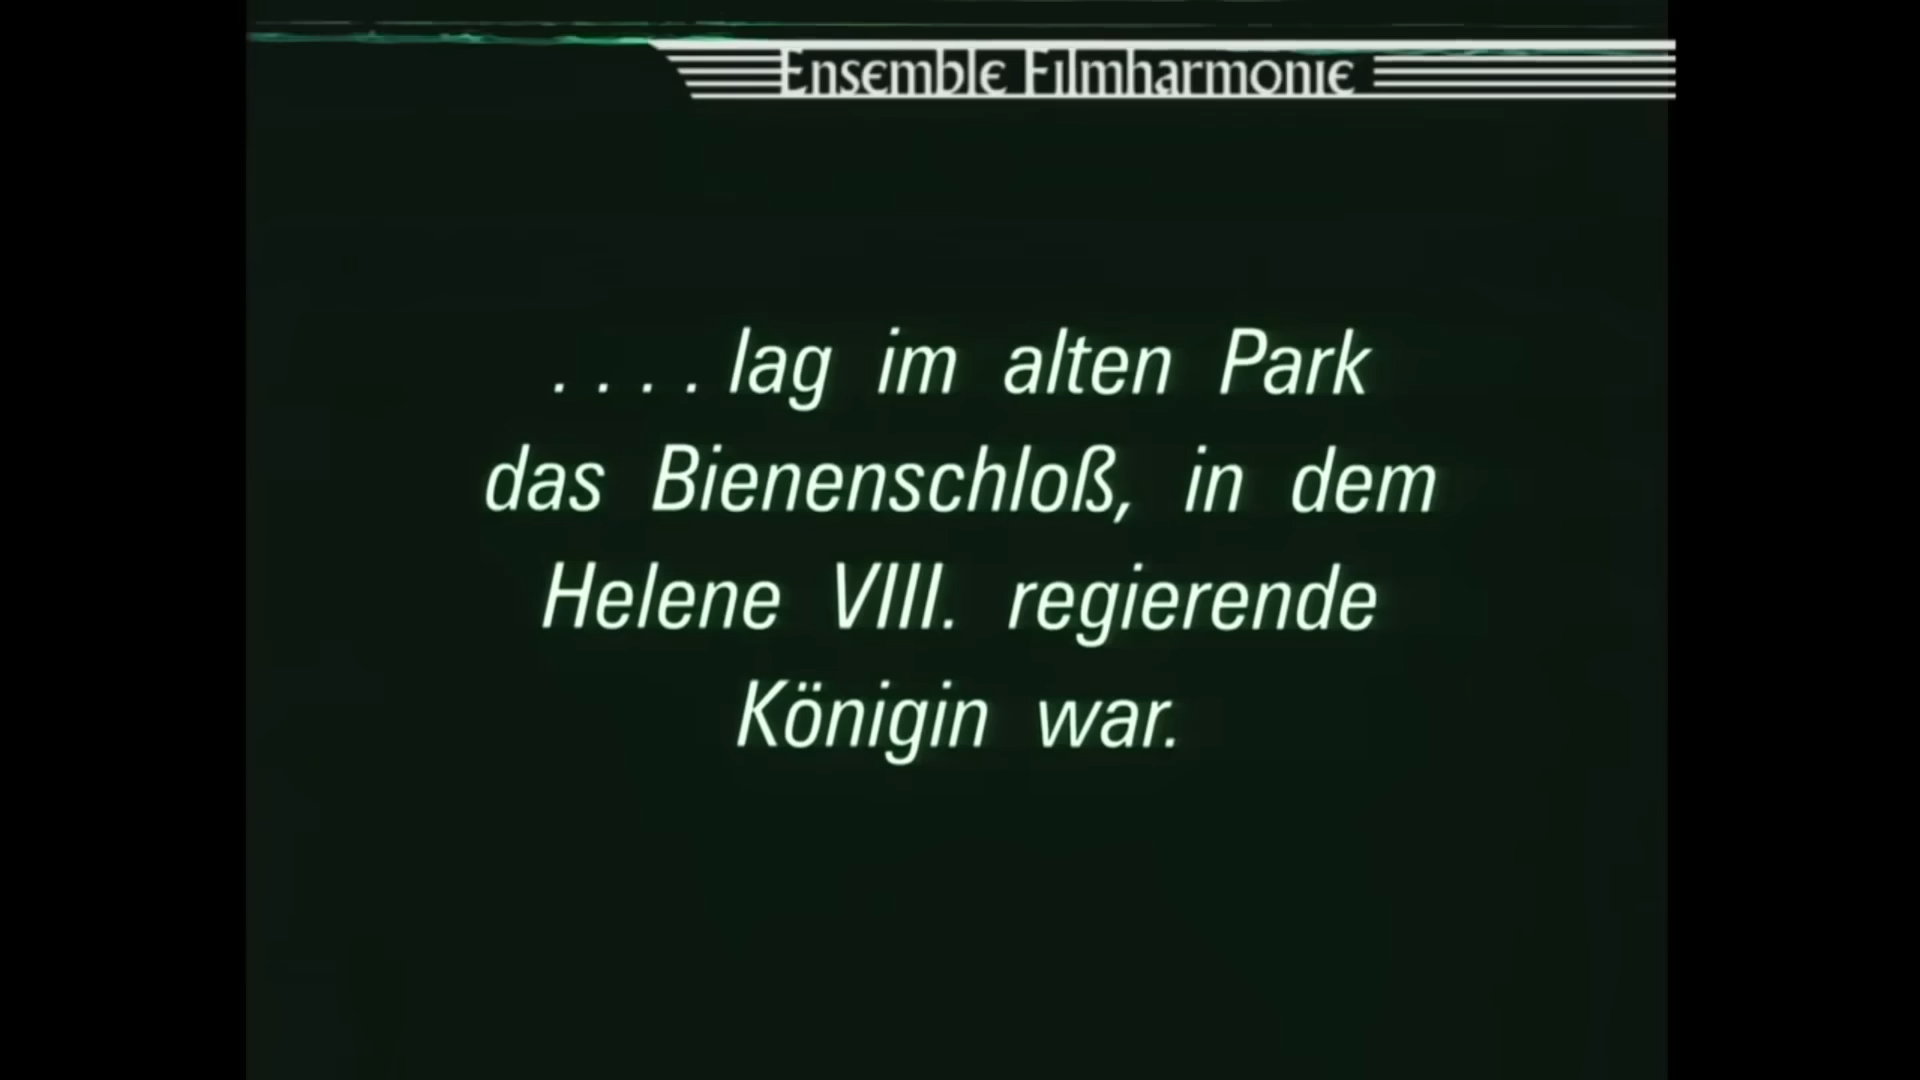 Ensemble Filmharmonie
. . . . lag im alten Park
das Bienenschloß, in dem
Helene VIII. regierende
Königin war.